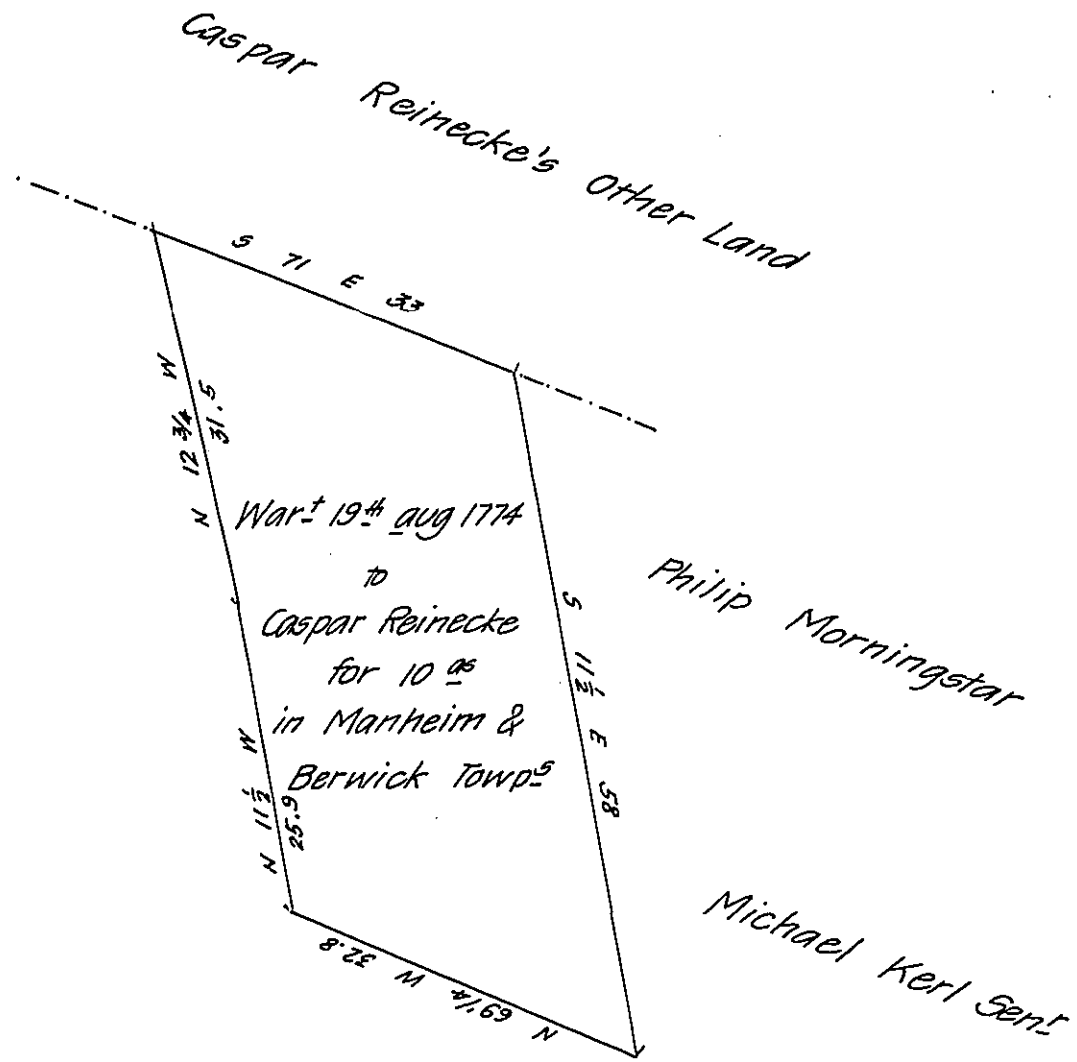 Caspar Reinecke's Other Land
S 71 E 33
N 12 3/4 W
31.5
War.t 19th aug 1774
to
Caspar Reinecke
for 10 as
in Manheim &
Berwick Towps
S 11 1/2 E 58
Philip Morningstar
N 11 1/2 W
25.9
N 69 1/4 W 32.8
Michael Kerl Senr